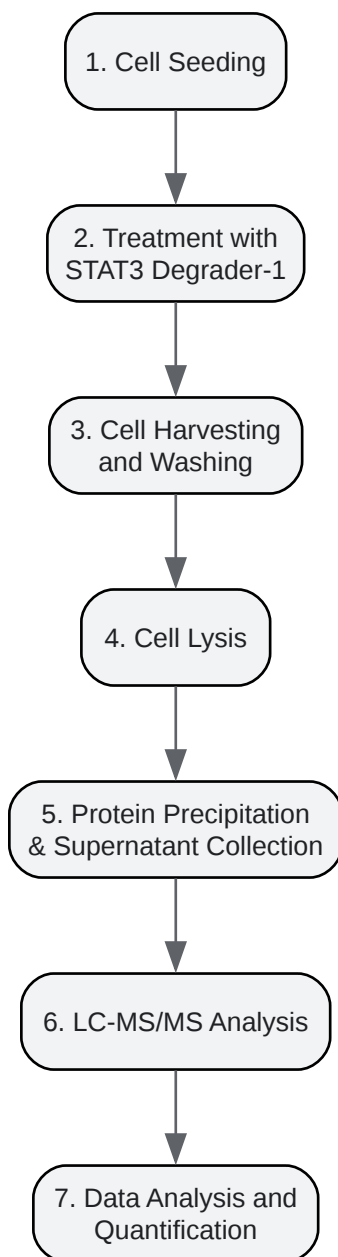 1. Cell Seeding
2. Treatment with
STAT3 Degrader-1
3. Cell Harvesting
and Washing
4. Cell Lysis
5. Protein Precipitation
& Supernatant Collection
6. LC-MS/MS Analysis
7. Data Analysis and
Quantification